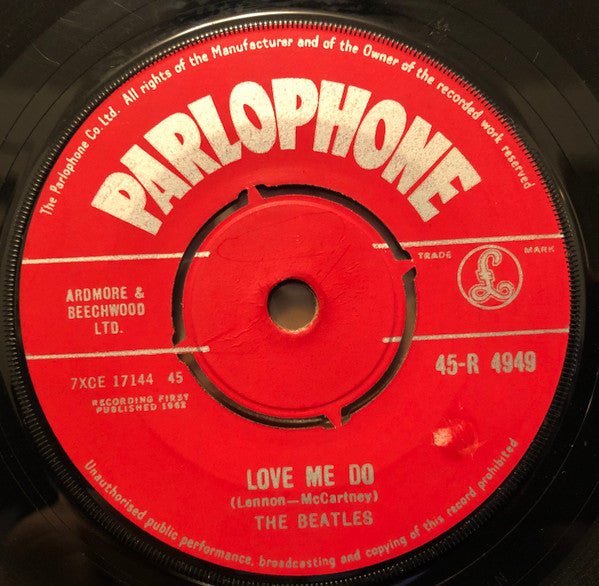 The Parlophone Co. Ltd. All rights of the Manufacturer and of the Owner of the recorded work reserved
PARLOPHONE
TRADE MARK
£
ARDMORE &
BEECHWOOD
LTD.
7XCE 17144 45
RECORDING FIRST
PUBLISHED 1962
45-R 4949
LOVE ME DO
(Lennon—McCartney)
THE BEATLES
Unauthorised public performance, broadcasting and copying of this record prohibited